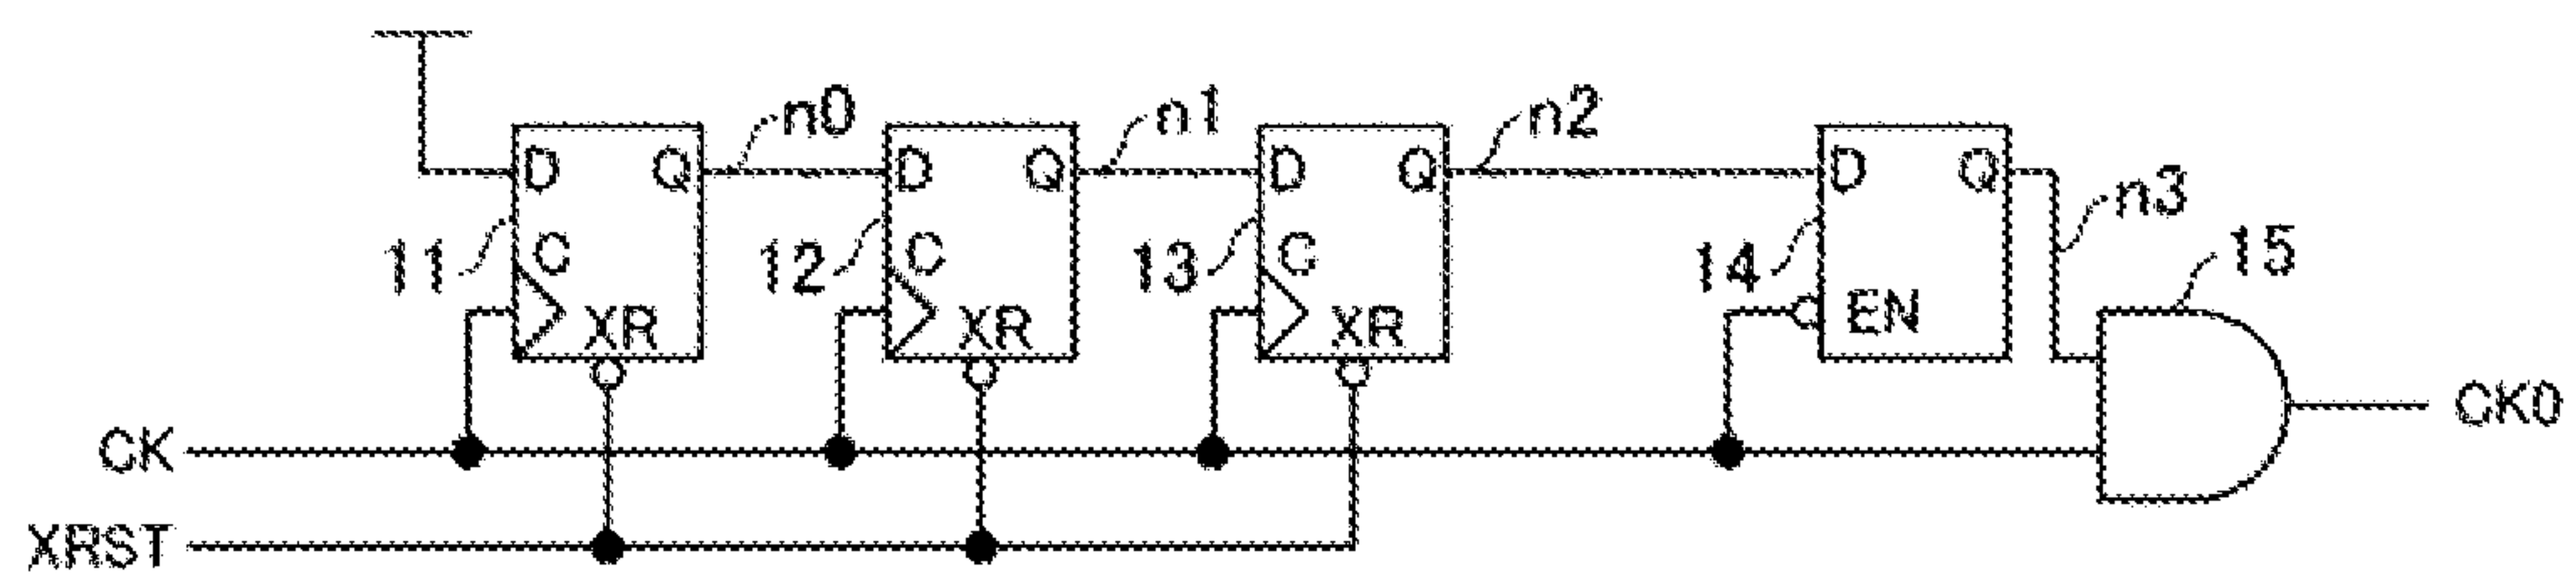 n0
n1
n2
D Q
D Q
D Q
D Q
n3
11 C
12 C
13 C
14
15
XR
XR
XR
EN
CK0
CK
XRST